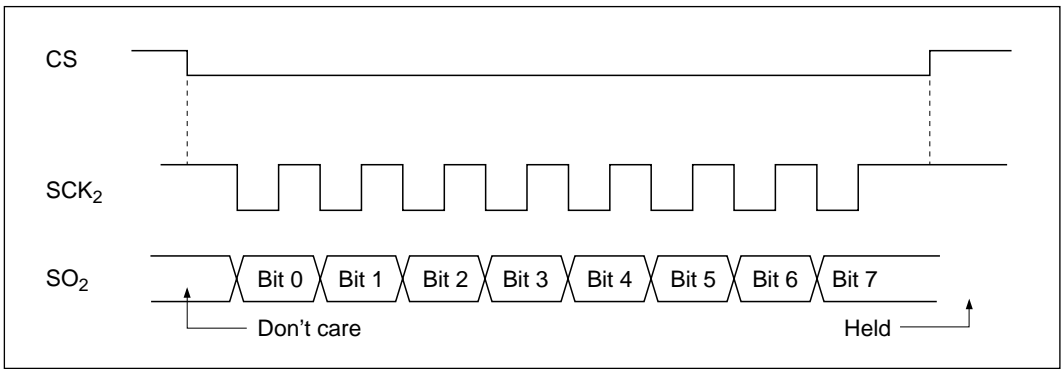 CS
SCK₂
SO₂
Bit 0 Bit 1 Bit 2 Bit 3 Bit 4 Bit 5 Bit 6 Bit 7
Don't care
Held